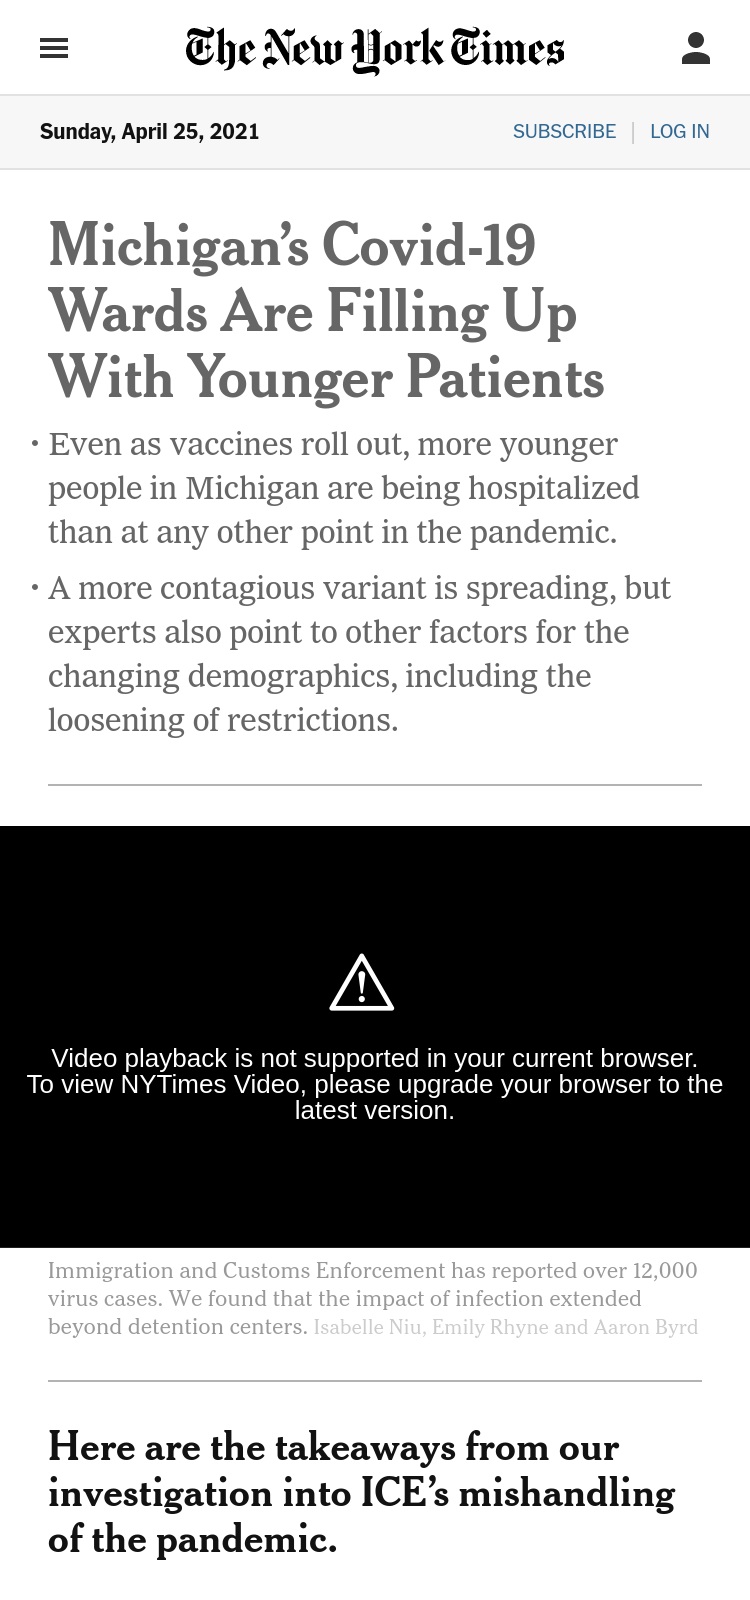 The New York Times
Sunday, April 25, 2021
SUBSCRIBE | LOG IN
Michigan’s Covid-19
Wards Are Filling Up
With Younger Patients
• Even as vaccines roll out, more younger
people in Michigan are being hospitalized
than at any other point in the pandemic.
• A more contagious variant is spreading, but
experts also point to other factors for the
changing demographics, including the
loosening of restrictions.
Video playback is not supported in your current browser.
To view NYTimes Video, please upgrade your browser to the
latest version.
Immigration and Customs Enforcement has reported over 12,000
virus cases. We found that the impact of infection extended
beyond detention centers. Isabelle Niu, Emily Rhyne and Aaron Byrd
Here are the takeaways from our
investigation into ICE’s mishandling
of the pandemic.